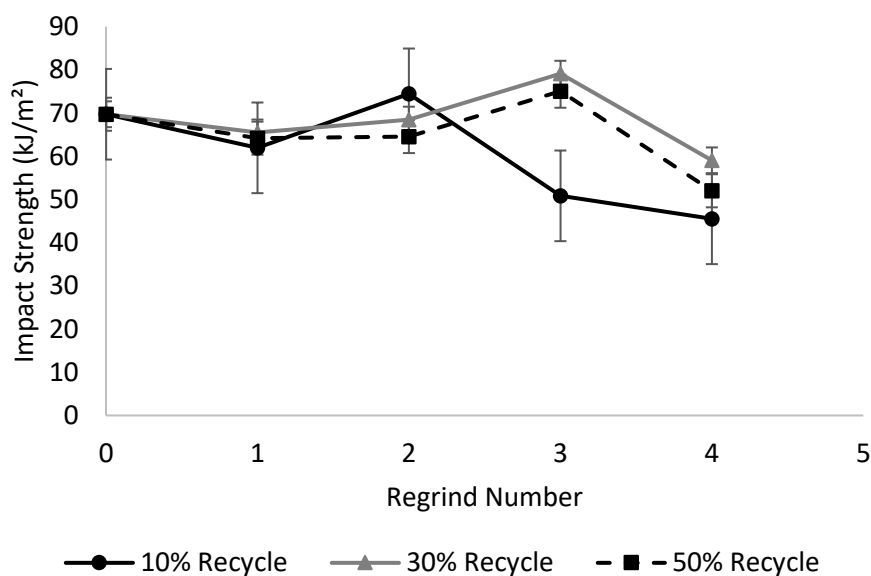 90
80
70
60
50
40
30
20
10
0
Impact Strength (kJ/m²)
0 1 2 3 4 5
Regrind Number
10% Recycle 30% Recycle 50% Recycle